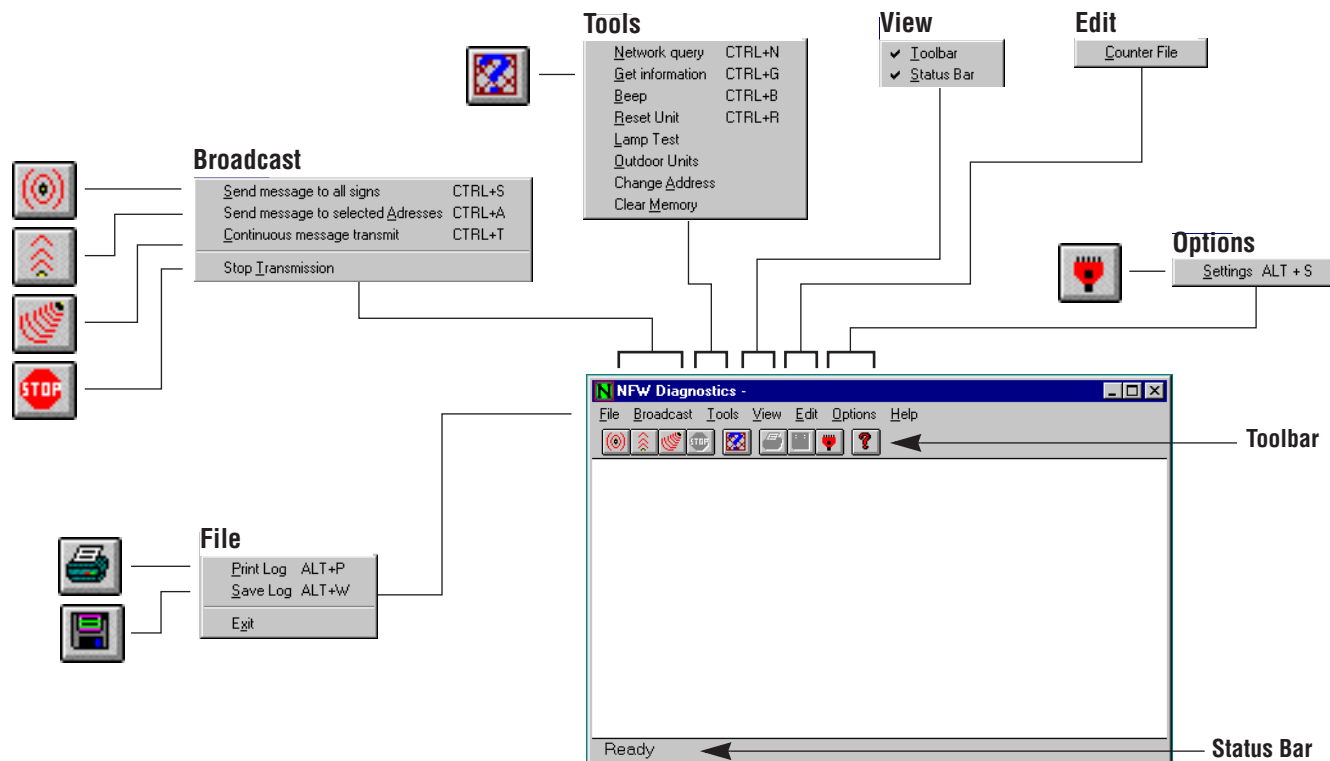 Tools
Network query CTRL+N
Get information CTRL+G
Beep CTRL+B
Reset Unit CTRL+R
Lamp Test
Outdoor Units
Change Address
Clear Memory
View
✔ Toolbar
✔ Status Bar
Edit
Counter File
Broadcast
Send message to all signs CTRL+S
Send message to selected Adresses CTRL+A
Continuous message transmit CTRL+T
Stop Transmission
STOP
Options
Settings ALT + S
N NFW Diagnostics -
File Broadcast Tools View Edit Options Help
STOP ?
Toolbar
File
Print Log ALT+P
Save Log ALT+W
Exit
Ready
Status Bar